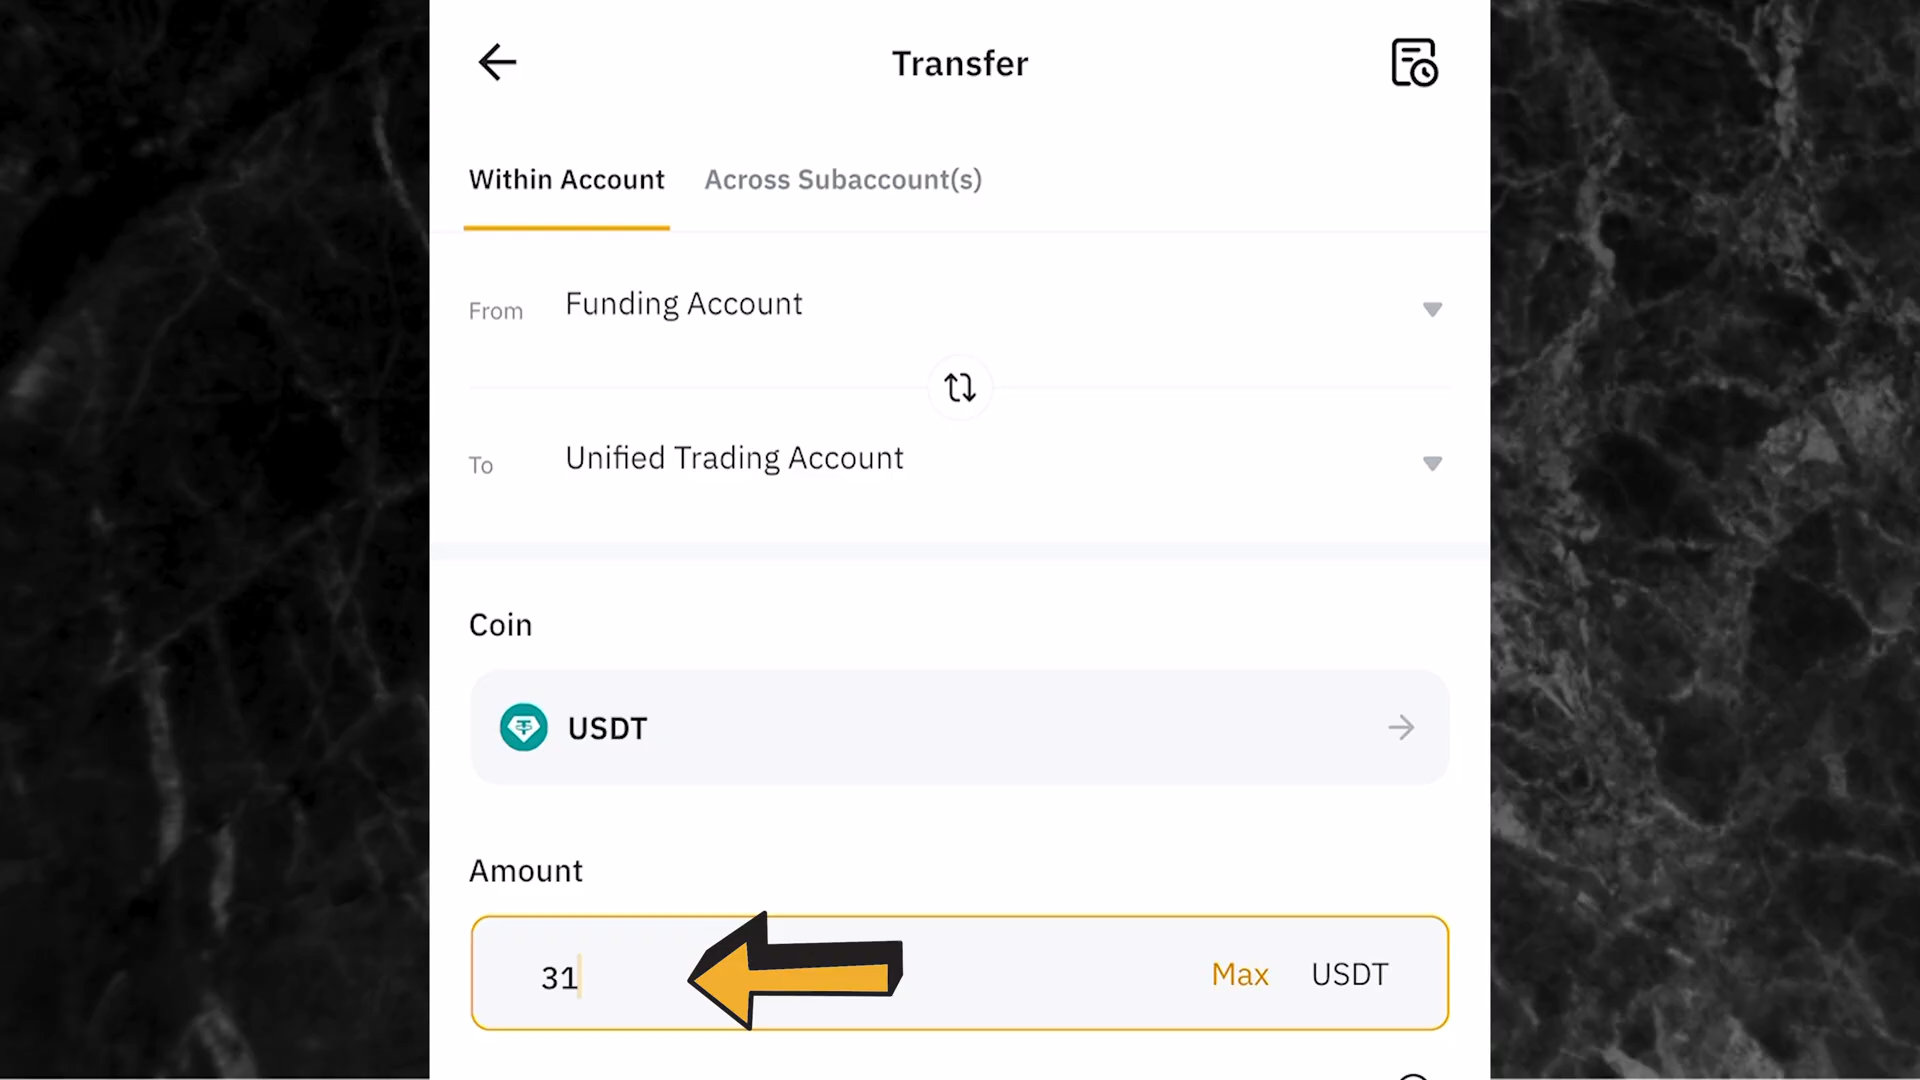 Transfer
Within Account Across Subaccount(s)
From Funding Account
To Unified Trading Account
Coin
USDT
Amount
31 Max USDT